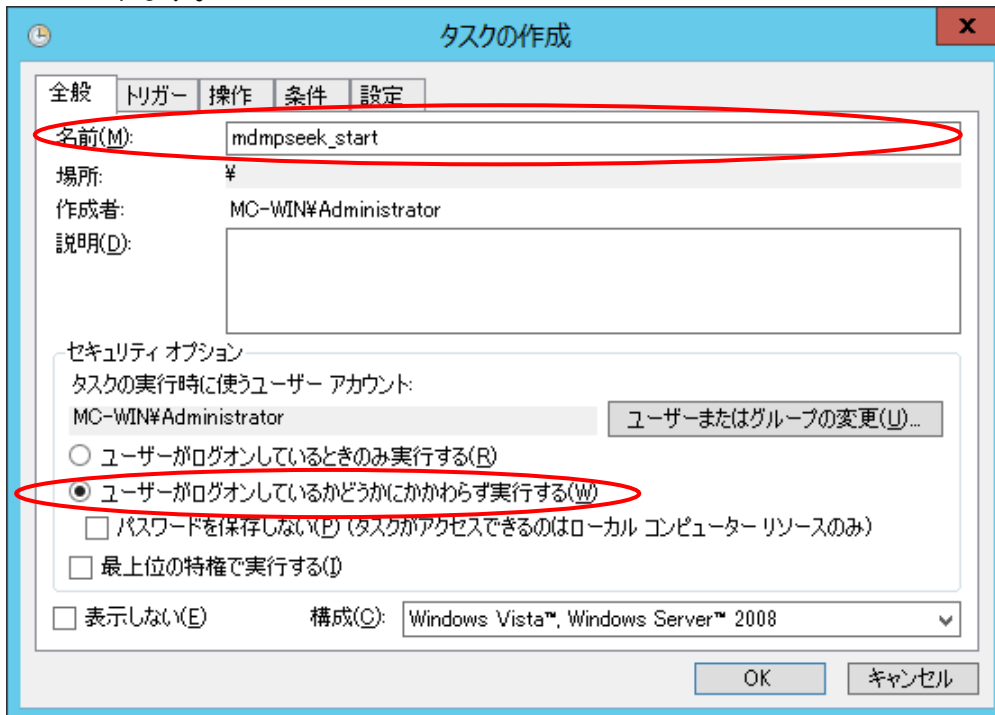 タスクの作成
x
全般 トリガー 操作 条件 設定
名前(M): mdmpseek_start
場所: ¥
作成者: MC-WIN¥Administrator
説明(D):
セキュリティ オプション
タスクの実行時に使うユーザー アカウント:
MC-WIN¥Administrator ユーザーまたはグループの変更(U)...
ユーザーがログオンしているときのみ実行する(R)
ユーザーがログオンしているかどうかにかかわらず実行する(W)
パスワードを保存しない(P) (タスクがアクセスできるのはローカル コンピューター リソースのみ)
最上位の特権で実行する(I)
表示しない(E) 構成(C): Windows Vista™, Windows Server™ 2008
OK キャンセル